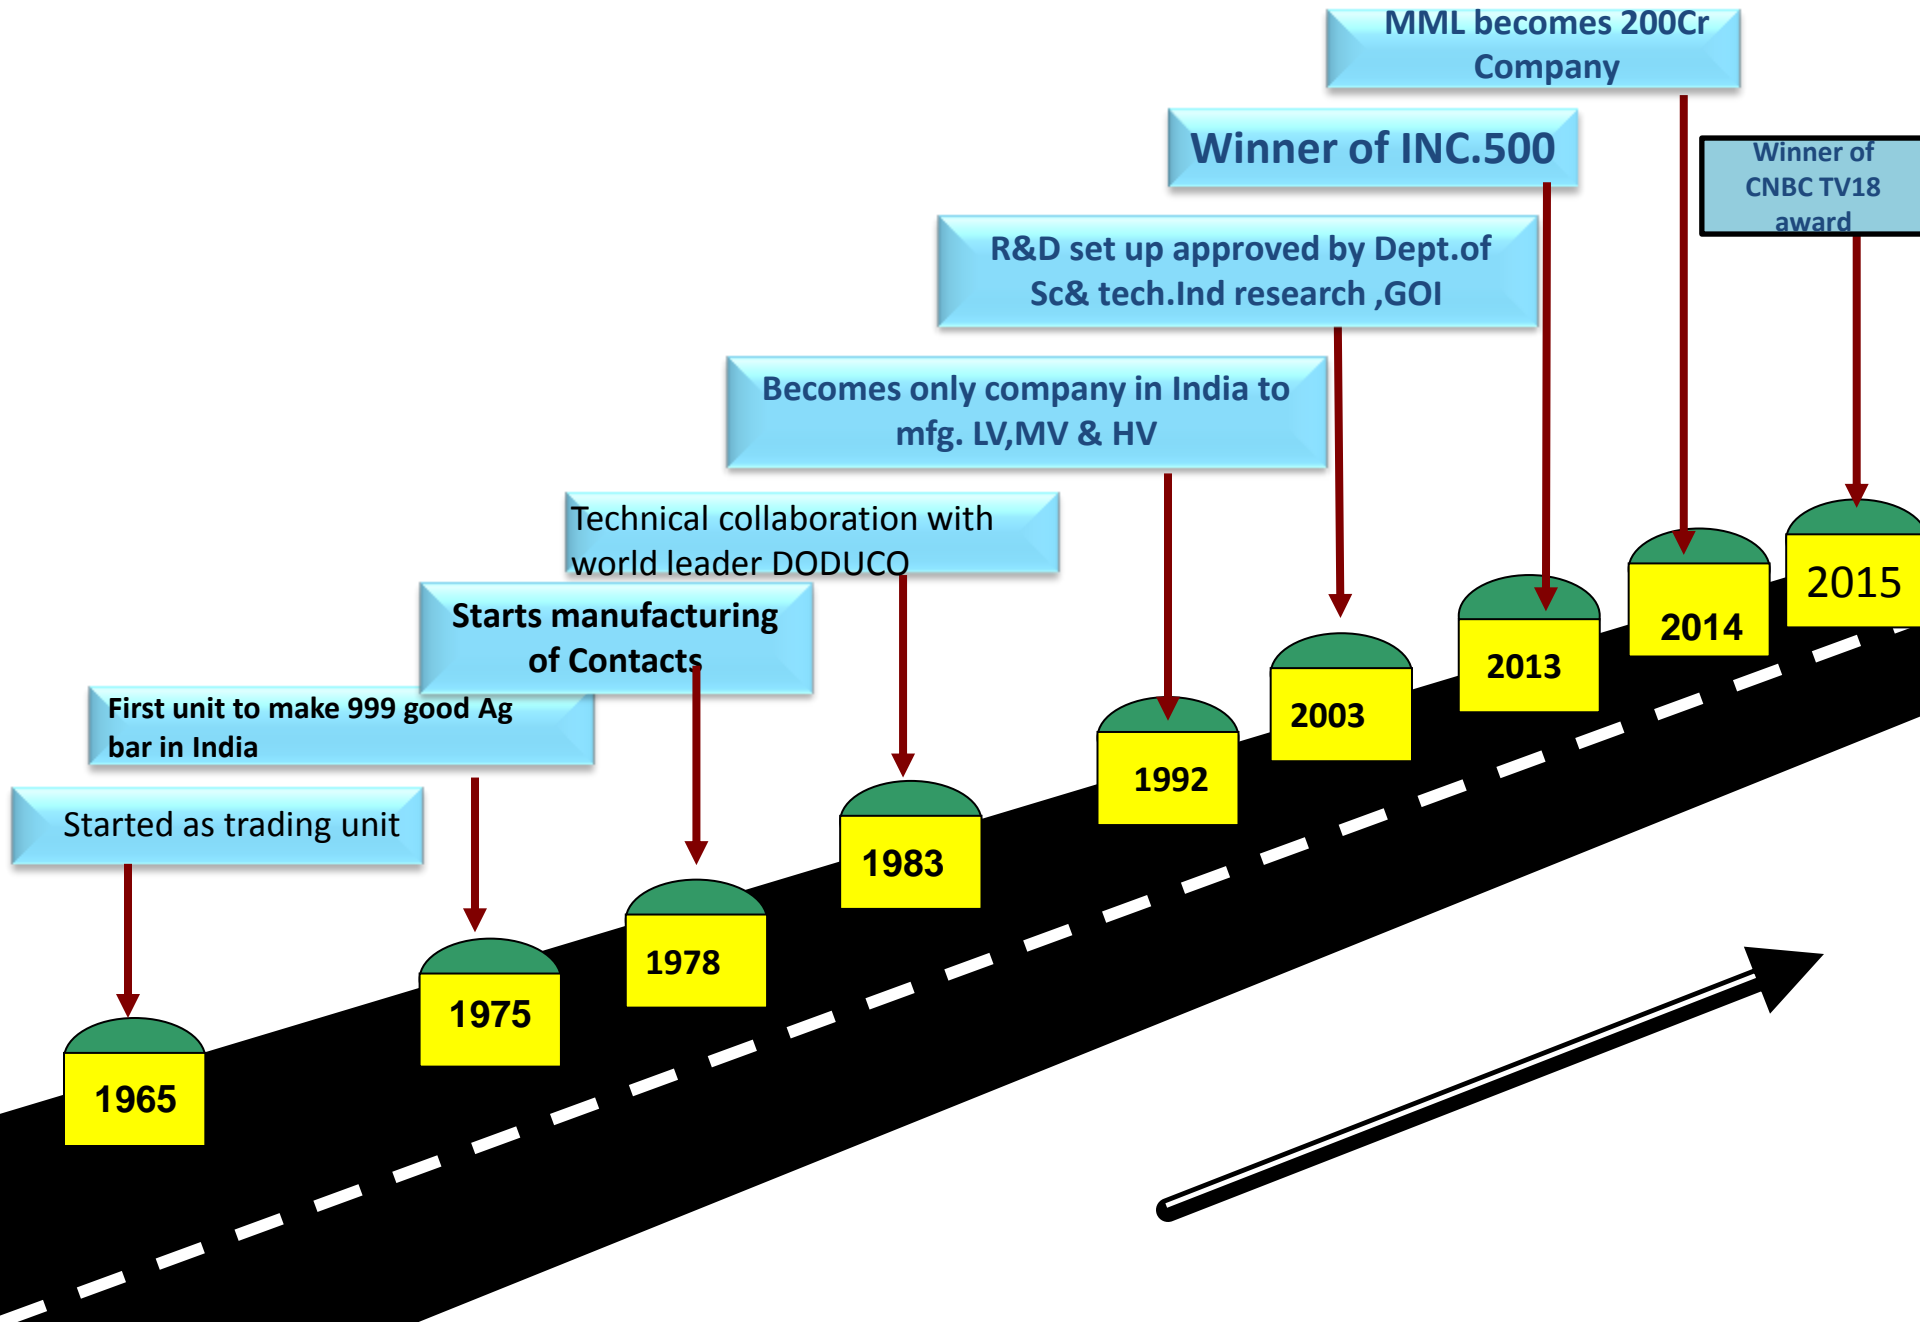 MML becomes 200Cr
Company
Winner of INC.500
Winner of
CNBC TV18
award
R&D set up approved by Dept.of
Sc& tech.Ind research ,GOI
Becomes only company in India to
mfg. LV,MV & HV
Technical collaboration with
world leader DODUCO
Starts manufacturing
of Contacts
First unit to make 999 good Ag
bar in India
Started as trading unit
1965
1975
1978
1983
1992
2003
2013
2014
2015